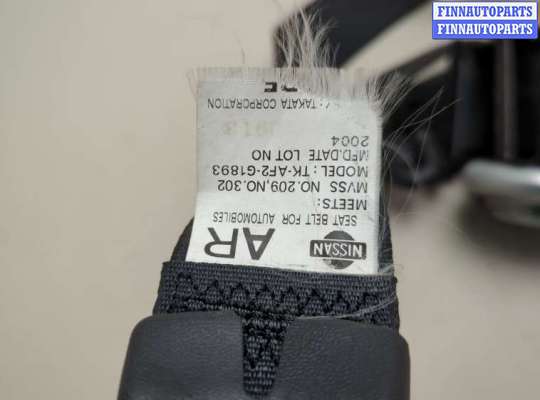 FINNAUTOPARTS
FINNAUTOPARTS
NISSAN
AR
SEAT BELT FOR AUTOMOBILES
MEETS:
MVSS NO.209,NO.302
MODEL: TK-AF2-G1893
MFD.DATE LOT NO
2004
TAKATA CORPORATION